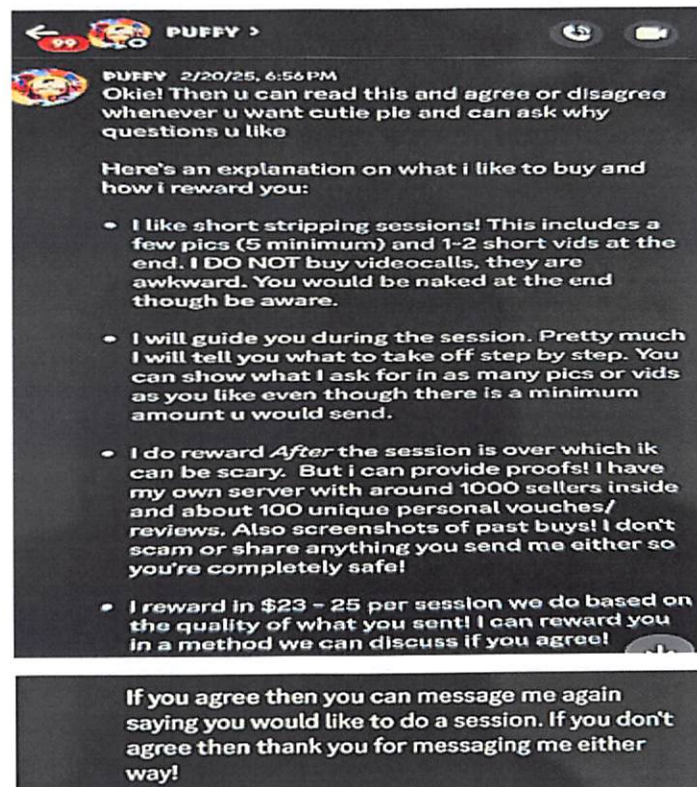 99 PUFFY >
PUFFY 2/20/25, 6:56 PM
Okie! Then u can read this and agree or disagree
whenever u want cutie pie and can ask why
questions u like
Here's an explanation on what i like to buy and
how i reward you:
• I like short stripping sessions! This includes a
few pics (5 minimum) and 1-2 short vids at the
end. I DO NOT buy videocalls, they are
awkward. You would be naked at the end
though be aware.
• I will guide you during the session. Pretty much
I will tell you what to take off step by step. You
can show what I ask for in as many pics or vids
as you like even though there is a minimum
amount u would send.
• I do reward After the session is over which ik
can be scary. But i can provide proofs! I have
my own server with around 1000 sellers inside
and about 100 unique personal vouches/
reviews. Also screenshots of past buys! I don't
scam or share anything you send me either so
you're completely safe!
• I reward in $23 - 25 per session we do based on
the quality of what you sent! I can reward you
in a method we can discuss if you agree!
If you agree then you can message me again
saying you would like to do a session. If you don't
agree then thank you for messaging me either
way!